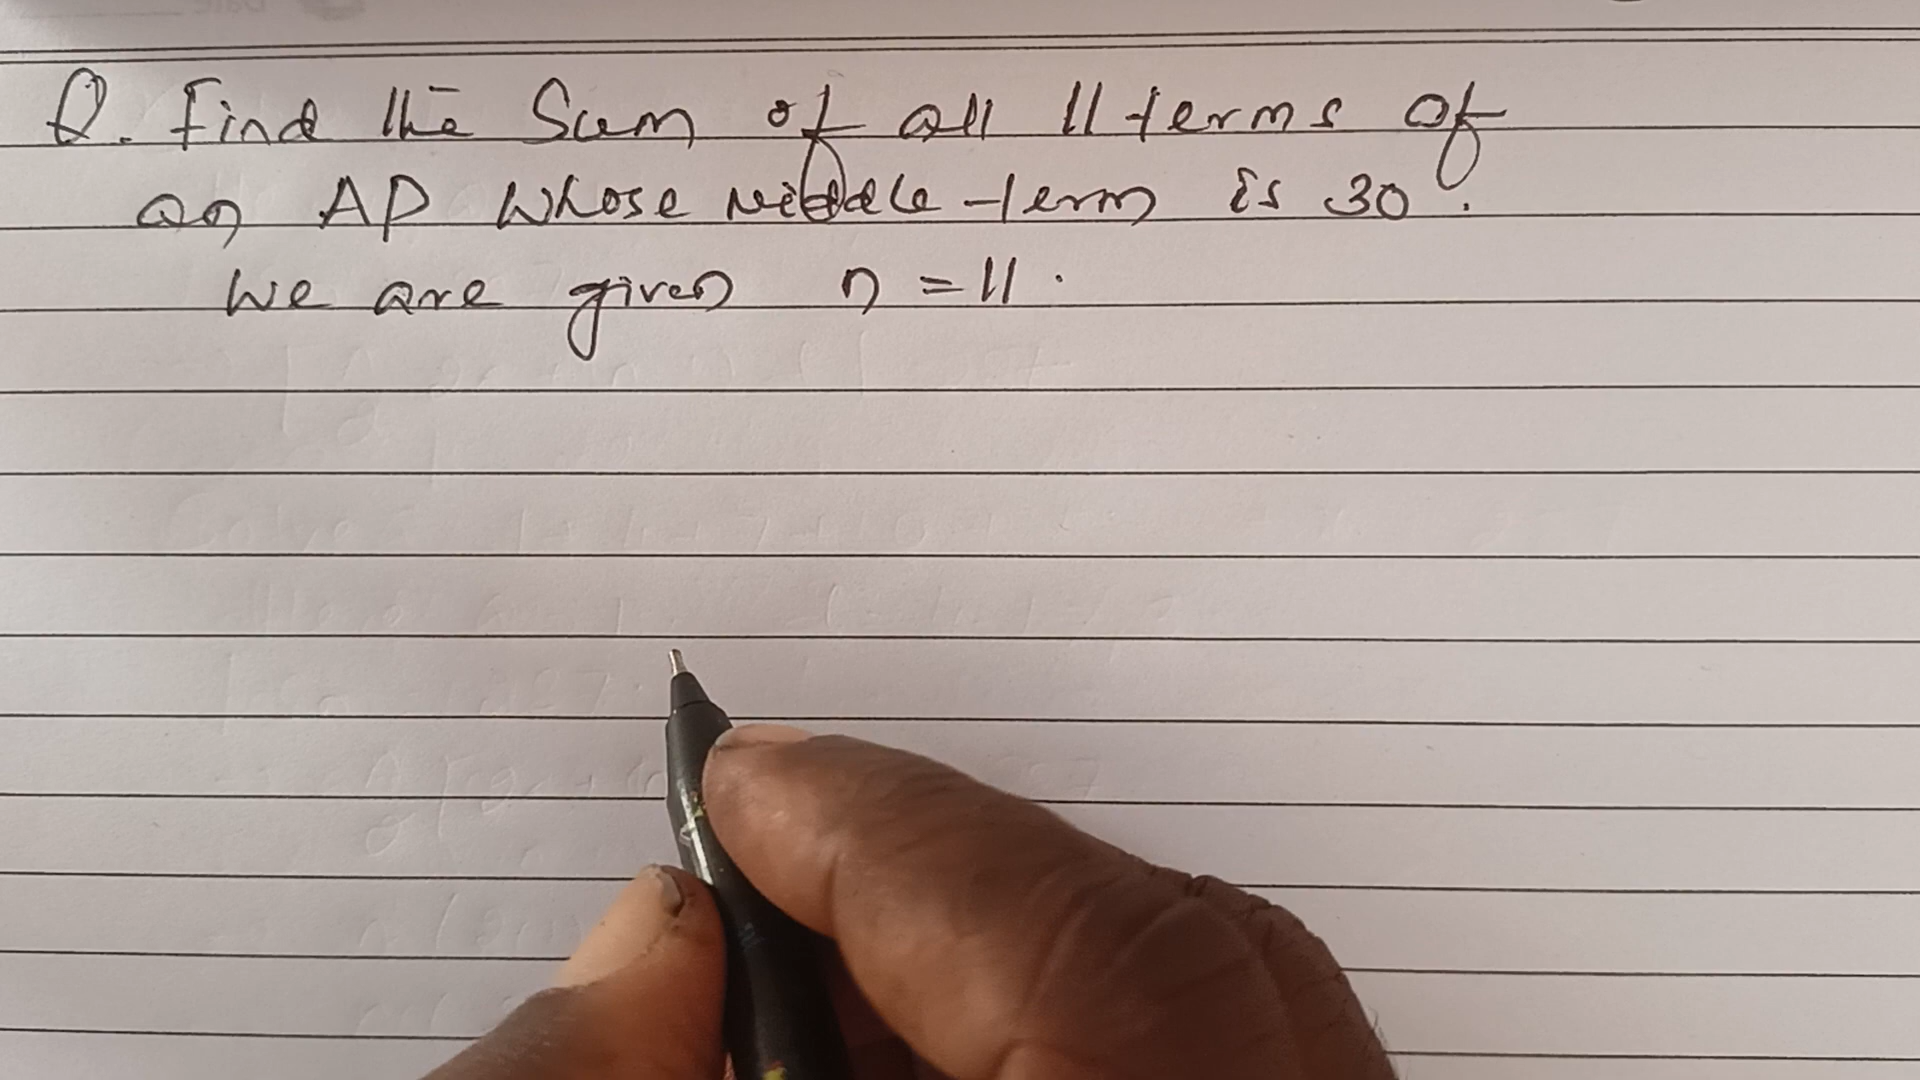 Q. Find the Sum of all 11 terms of
an AP whose middle term is 30.
We are given n = 11.